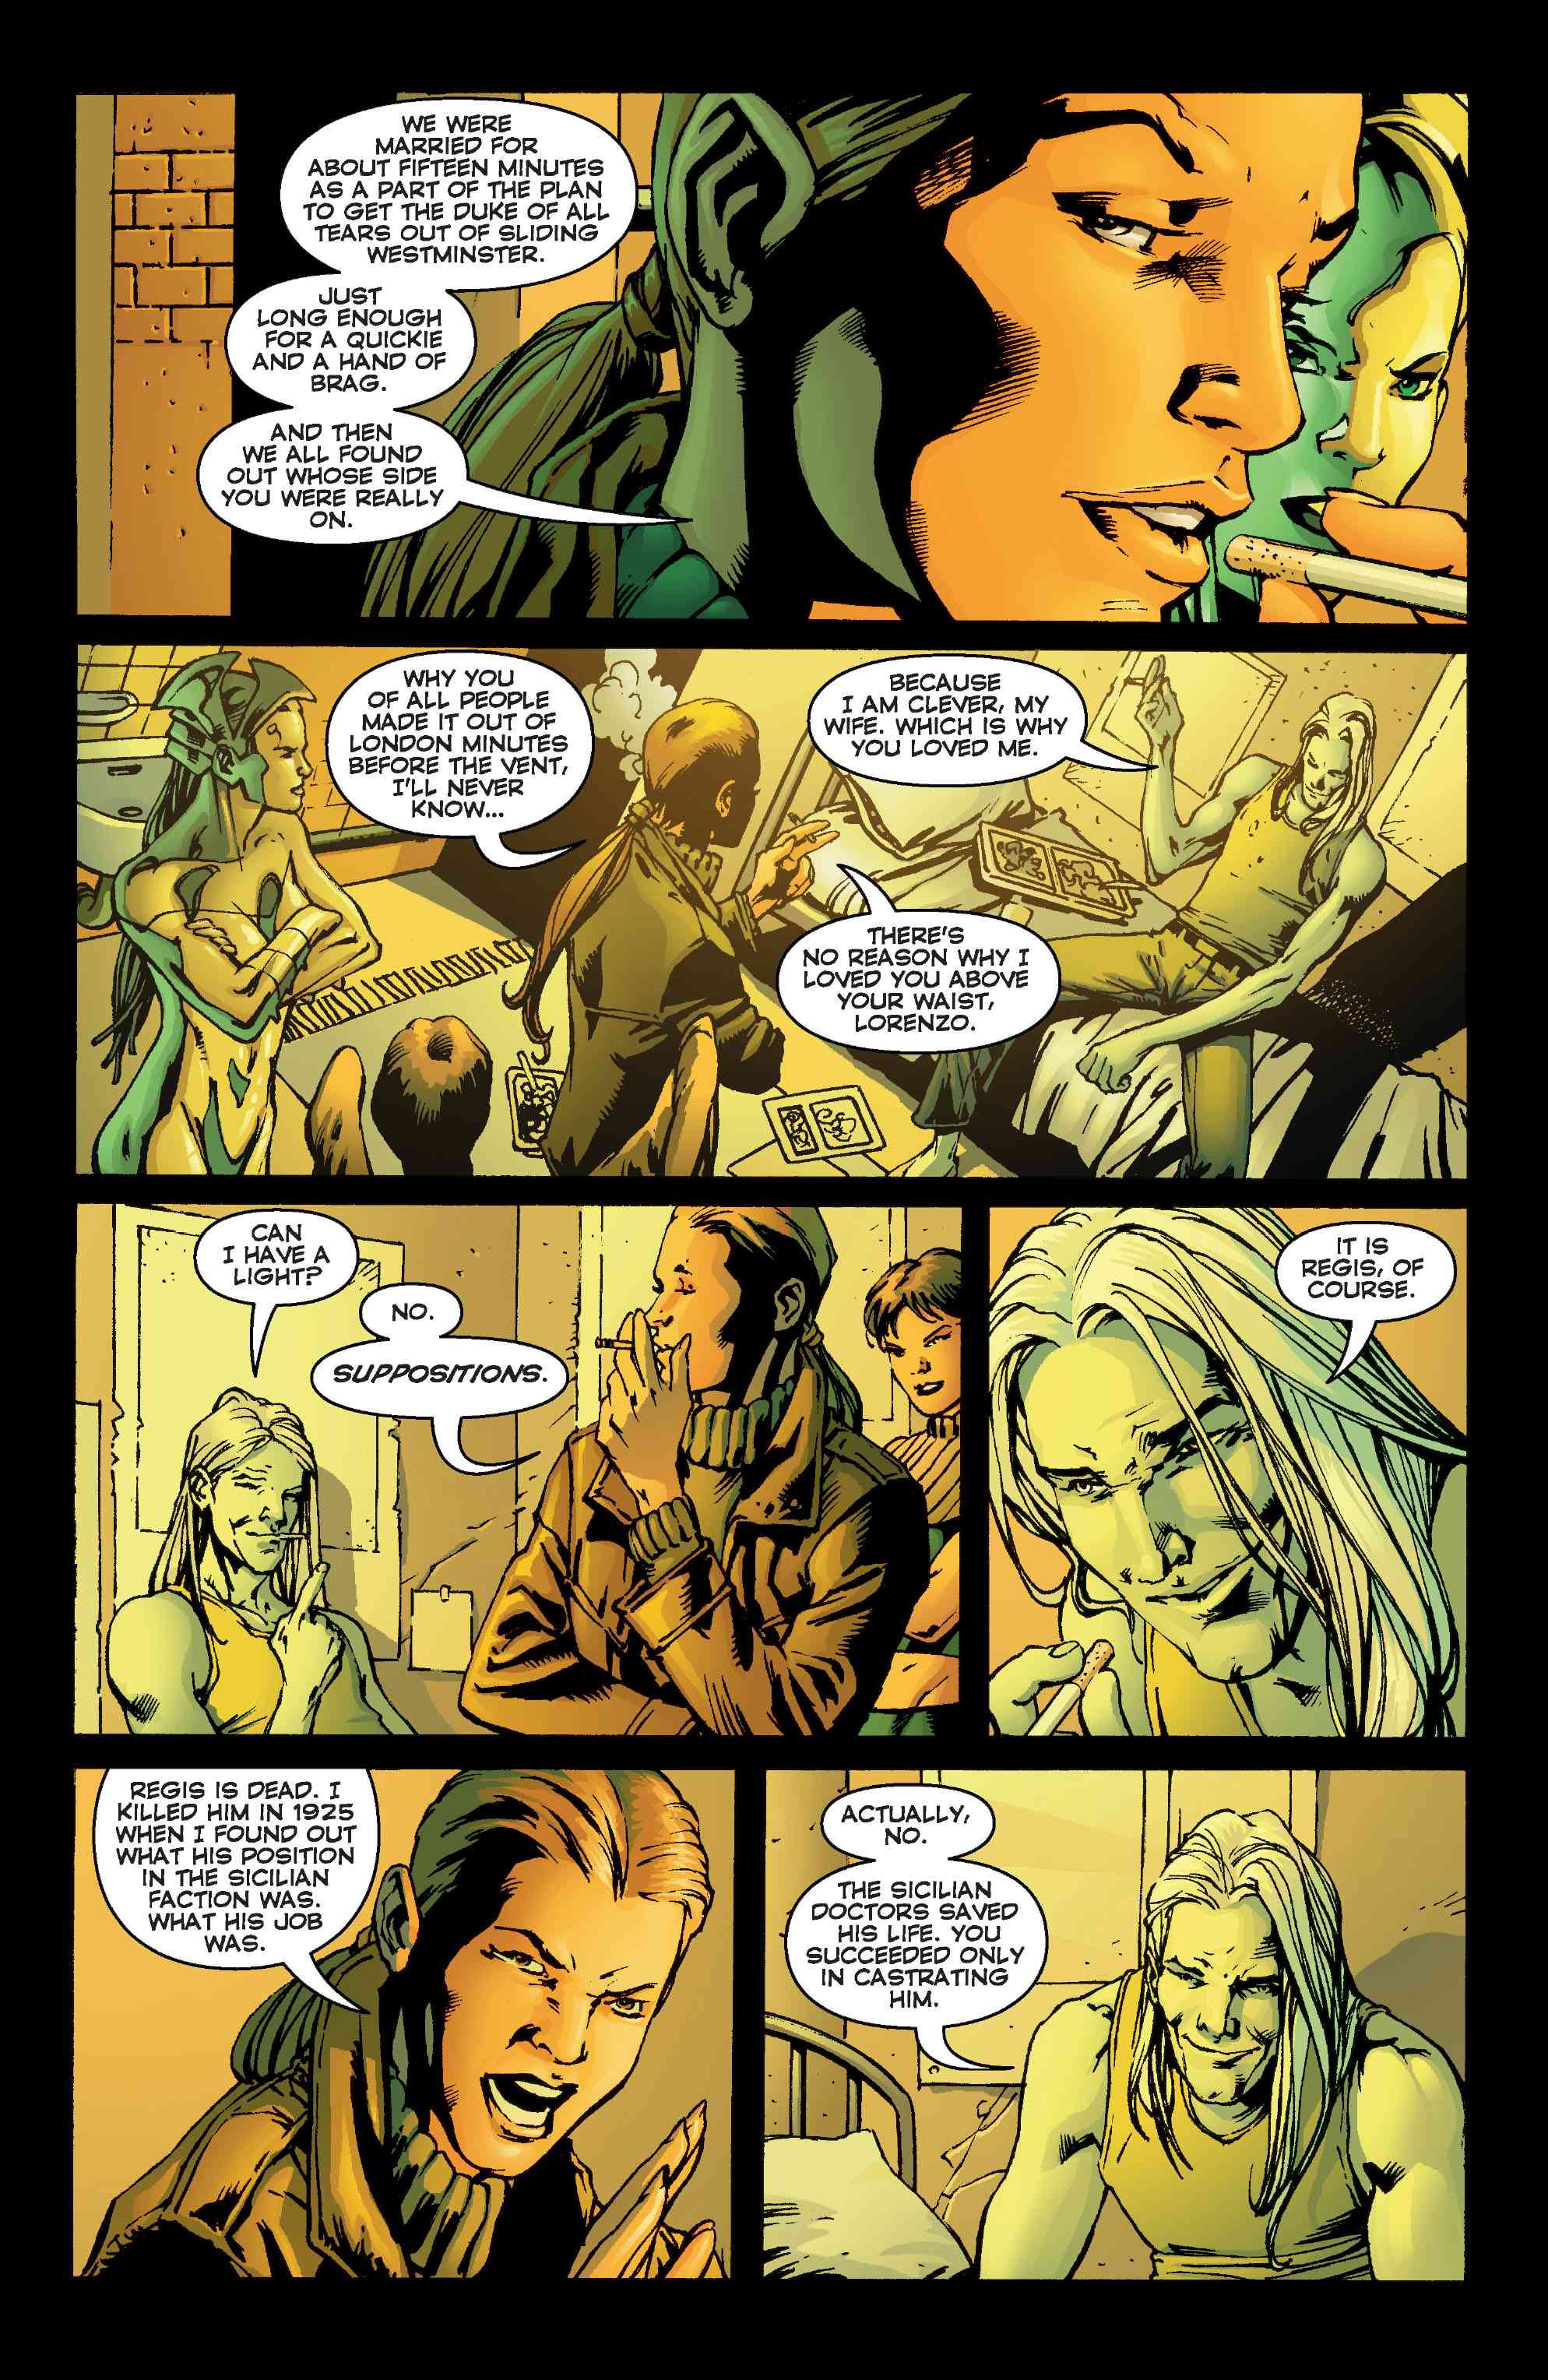 WE WERE
MARRIED FOR
ABOUT FIFTEEN MINUTES
AS A PART OF THE PLAN
TO GET THE DUKE OF ALL
TEARS OUT OF SLIDING
WESTMINSTER.
JUST
LONG ENOUGH
FOR A QUICKIE
AND A HAND OF
BRAG.
AND THEN
WE ALL FOUND
OUT WHOSE SIDE
YOU WERE REALLY
ON.
WHY YOU
OF ALL PEOPLE
MADE IT OUT OF
LONDON MINUTES
BEFORE THE VENT,
I'LL NEVER
KNOW...
BECAUSE
I AM CLEVER, MY
WIFE. WHICH IS WHY
YOU LOVED ME.
THERE'S
NO REASON WHY I
LOVED YOU ABOVE
YOUR WAIST,
LORENZO.
CAN
I HAVE A
LIGHT?
NO.
SUPPOSITIONS.
IT IS
REGIS, OF
COURSE.
REGIS IS DEAD. I
KILLED HIM IN 1925
WHEN I FOUND OUT
WHAT HIS POSITION
IN THE SICILIAN
FACTION WAS.
WHAT HIS JOB
WAS.
ACTUALLY,
NO.
THE SICILIAN
DOCTORS SAVED
HIS LIFE. YOU
SUCCEEDED ONLY
IN CASTRATING
HIM.